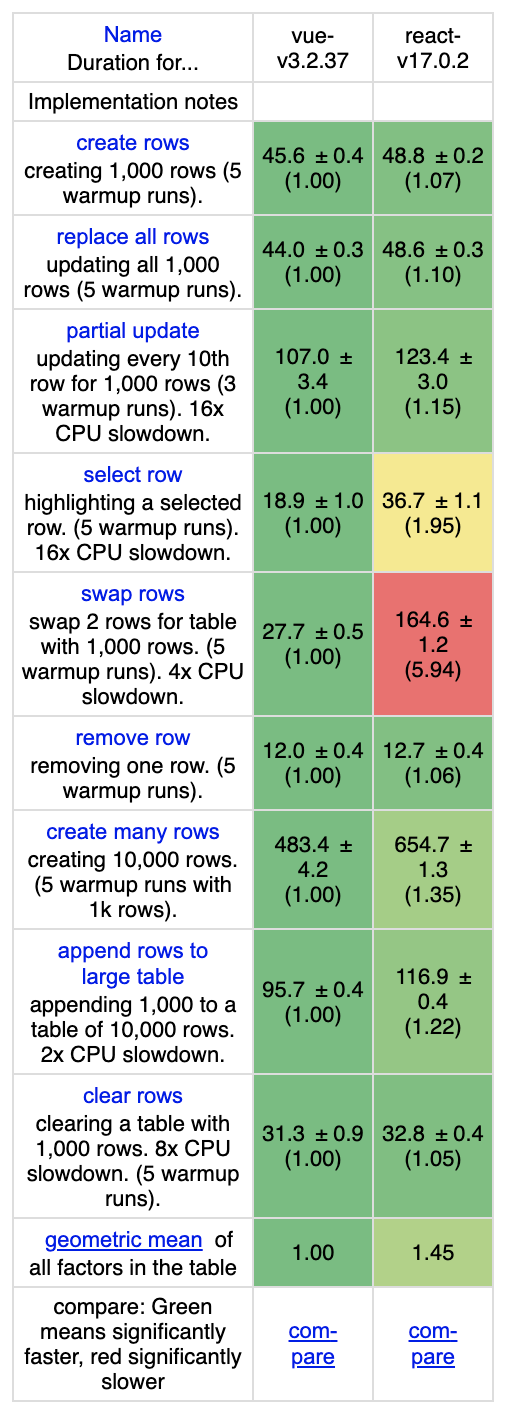 Name
Duration for...
vue-
v3.2.37
react-
v17.0.2
Implementation notes
create rows
creating 1,000 rows (5
warmup runs).
45.6 ± 0.4
(1.00)
48.8 ± 0.2
(1.07)
replace all rows
updating all 1,000
rows (5 warmup runs).
44.0 ± 0.3
(1.00)
48.6 ± 0.3
(1.10)
partial update
updating every 10th
row for 1,000 rows (3
warmup runs). 16x
CPU slowdown.
107.0 ±
3.4
(1.00)
123.4 ±
3.0
(1.15)
select row
highlighting a selected
row. (5 warmup runs).
16x CPU slowdown.
18.9 ± 1.0
(1.00)
36.7 ± 1.1
(1.95)
swap rows
swap 2 rows for table
with 1,000 rows. (5
warmup runs). 4x CPU
slowdown.
27.7 ± 0.5
(1.00)
164.6 ±
1.2
(5.94)
remove row
removing one row. (5
warmup runs).
12.0 ± 0.4
(1.00)
12.7 ± 0.4
(1.06)
create many rows
creating 10,000 rows.
(5 warmup runs with
1k rows).
483.4 ±
4.2
(1.00)
654.7 ±
1.3
(1.35)
append rows to
large table
appending 1,000 to a
table of 10,000 rows.
2x CPU slowdown.
95.7 ± 0.4
(1.00)
116.9 ±
0.4
(1.22)
clear rows
clearing a table with
1,000 rows. 8x CPU
slowdown. (5 warmup
runs).
31.3 ± 0.9
(1.00)
32.8 ± 0.4
(1.05)
geometric mean of
all factors in the table
1.00
1.45
compare: Green
means significantly
faster, red significantly
slower
com-
pare
com-
pare